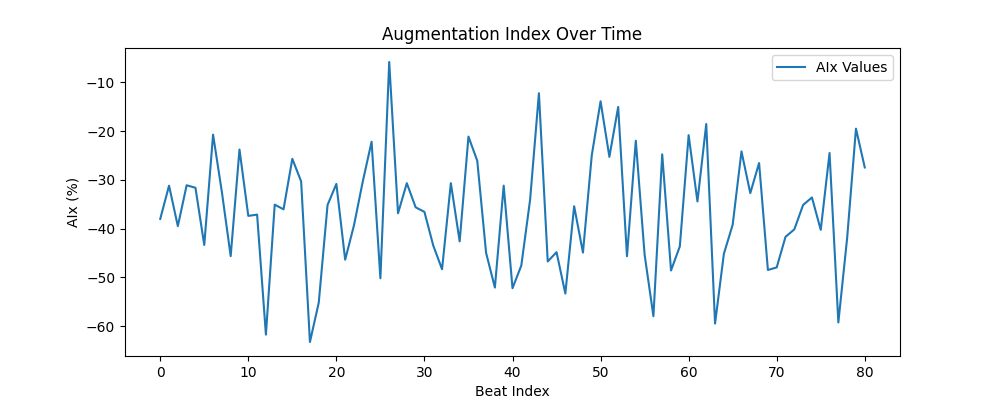 Augmentation Index Over Time
AIx Values
−10
−20
−30
−40
−50
−60
AIx (%)
0 10 20 30 40 50 60 70 80
Beat Index